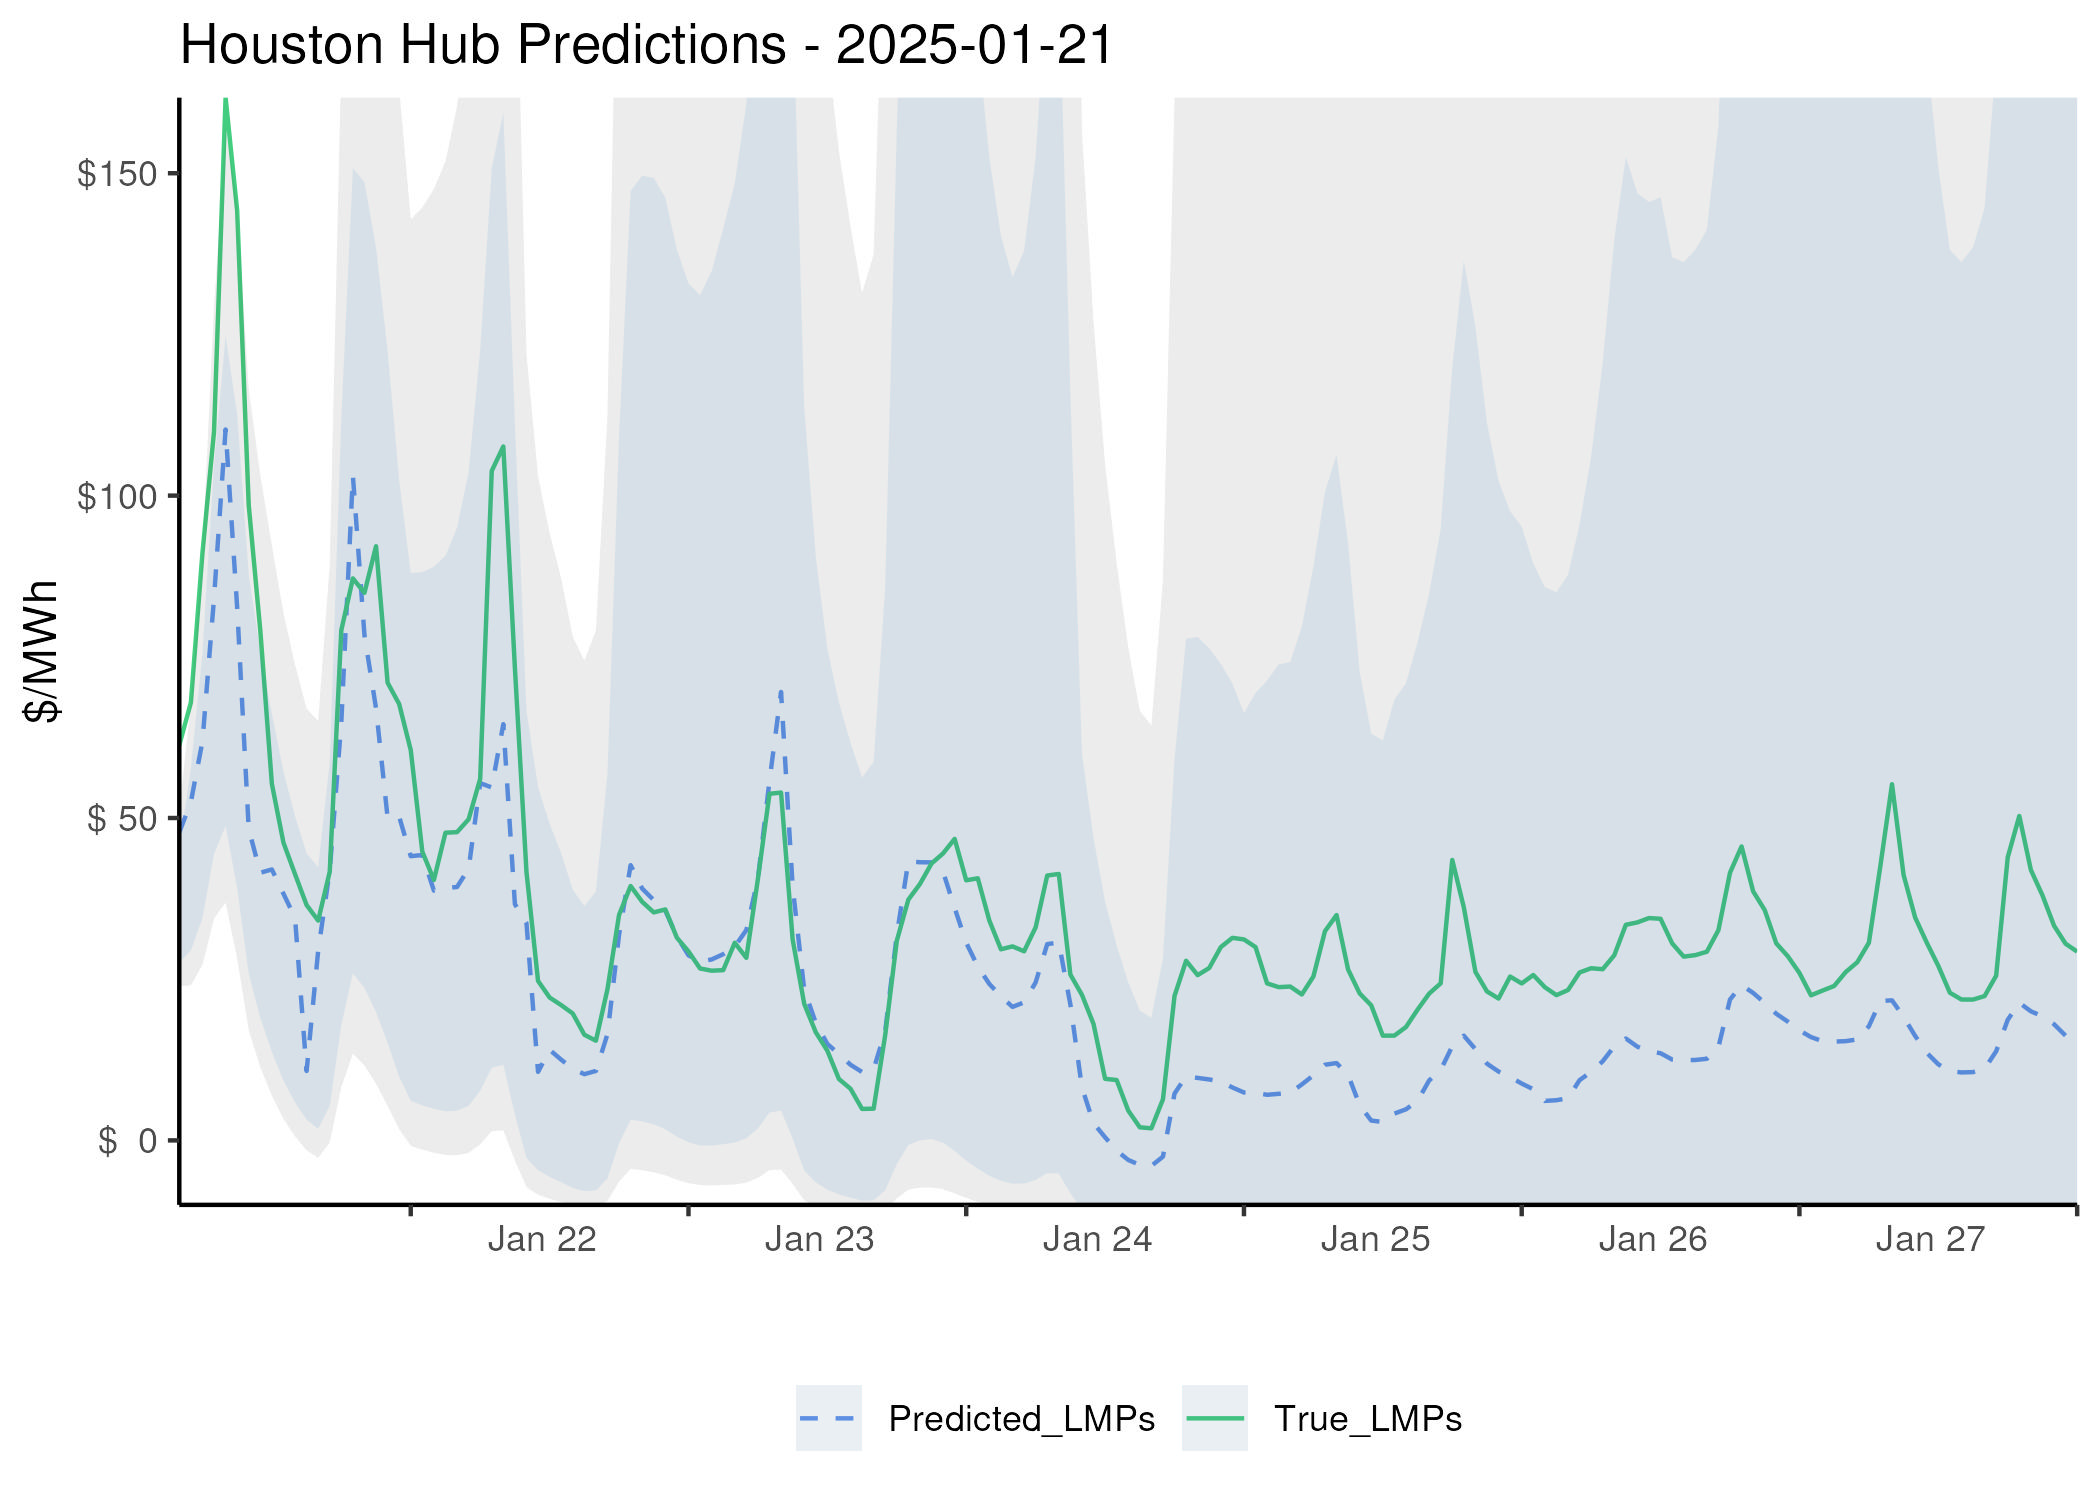 Houston Hub Predictions - 2025-01-21
$/MWh
$150
$100
$ 50
$  0
Jan 22 Jan 23 Jan 24 Jan 25 Jan 26 Jan 27
Predicted_LMPs True_LMPs